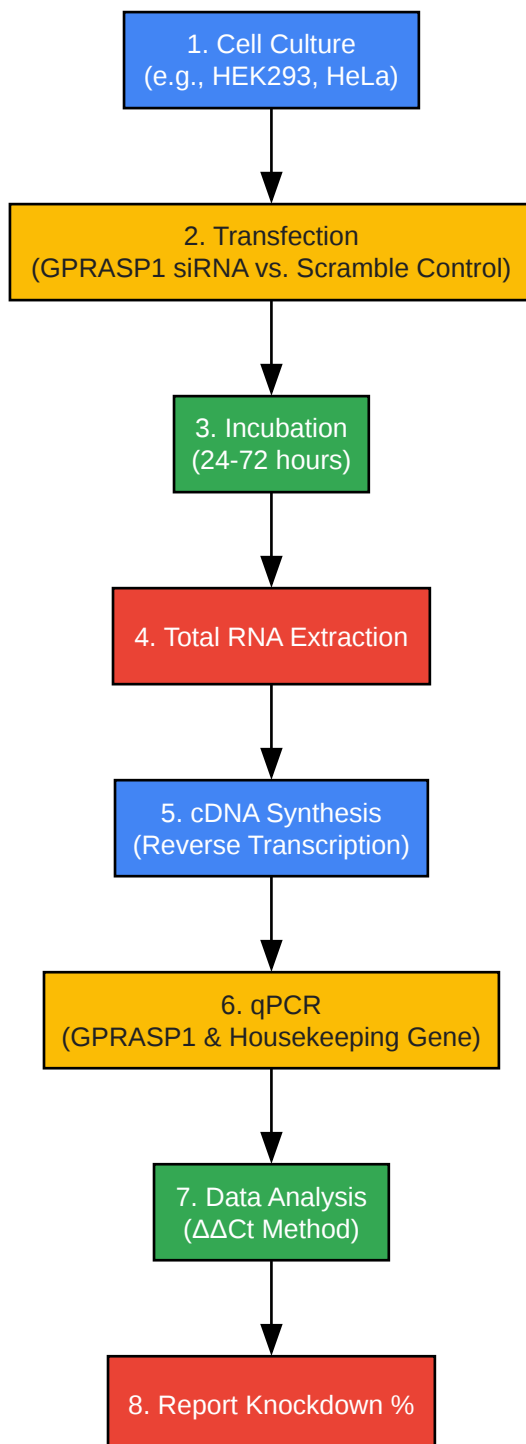 1. Cell Culture
(e.g., HEK293, HeLa)
2. Transfection
(GPRASP1 siRNA vs. Scramble Control)
3. Incubation
(24-72 hours)
4. Total RNA Extraction
5. cDNA Synthesis
(Reverse Transcription)
6. qPCR
(GPRASP1 & Housekeeping Gene)
7. Data Analysis
(ΔΔCt Method)
8. Report Knockdown %